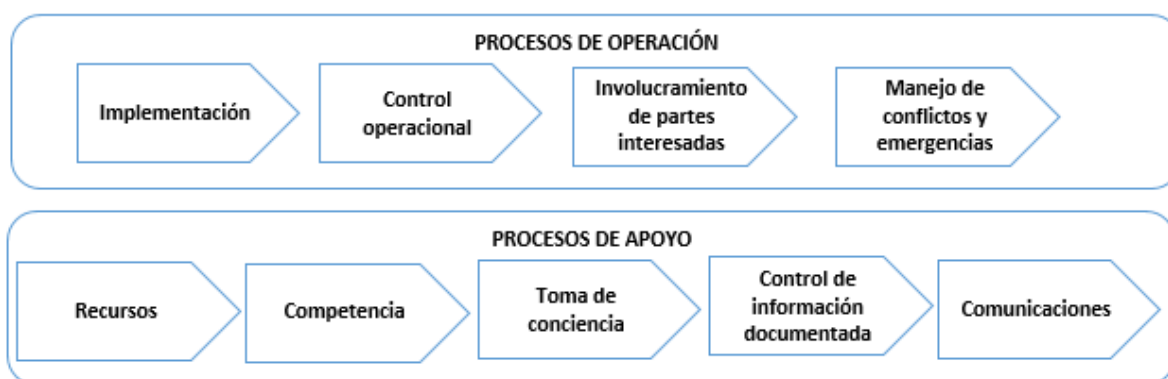 PROCESOS DE OPERACIÓN
Implementación
Control
operacional
Involucramiento
de partes
interesadas
Manejo de
conflictos y
emergencias
PROCESOS DE APOYO
Recursos
Competencia
Toma de
conciencia
Control de
información
documentada
Comunicaciones